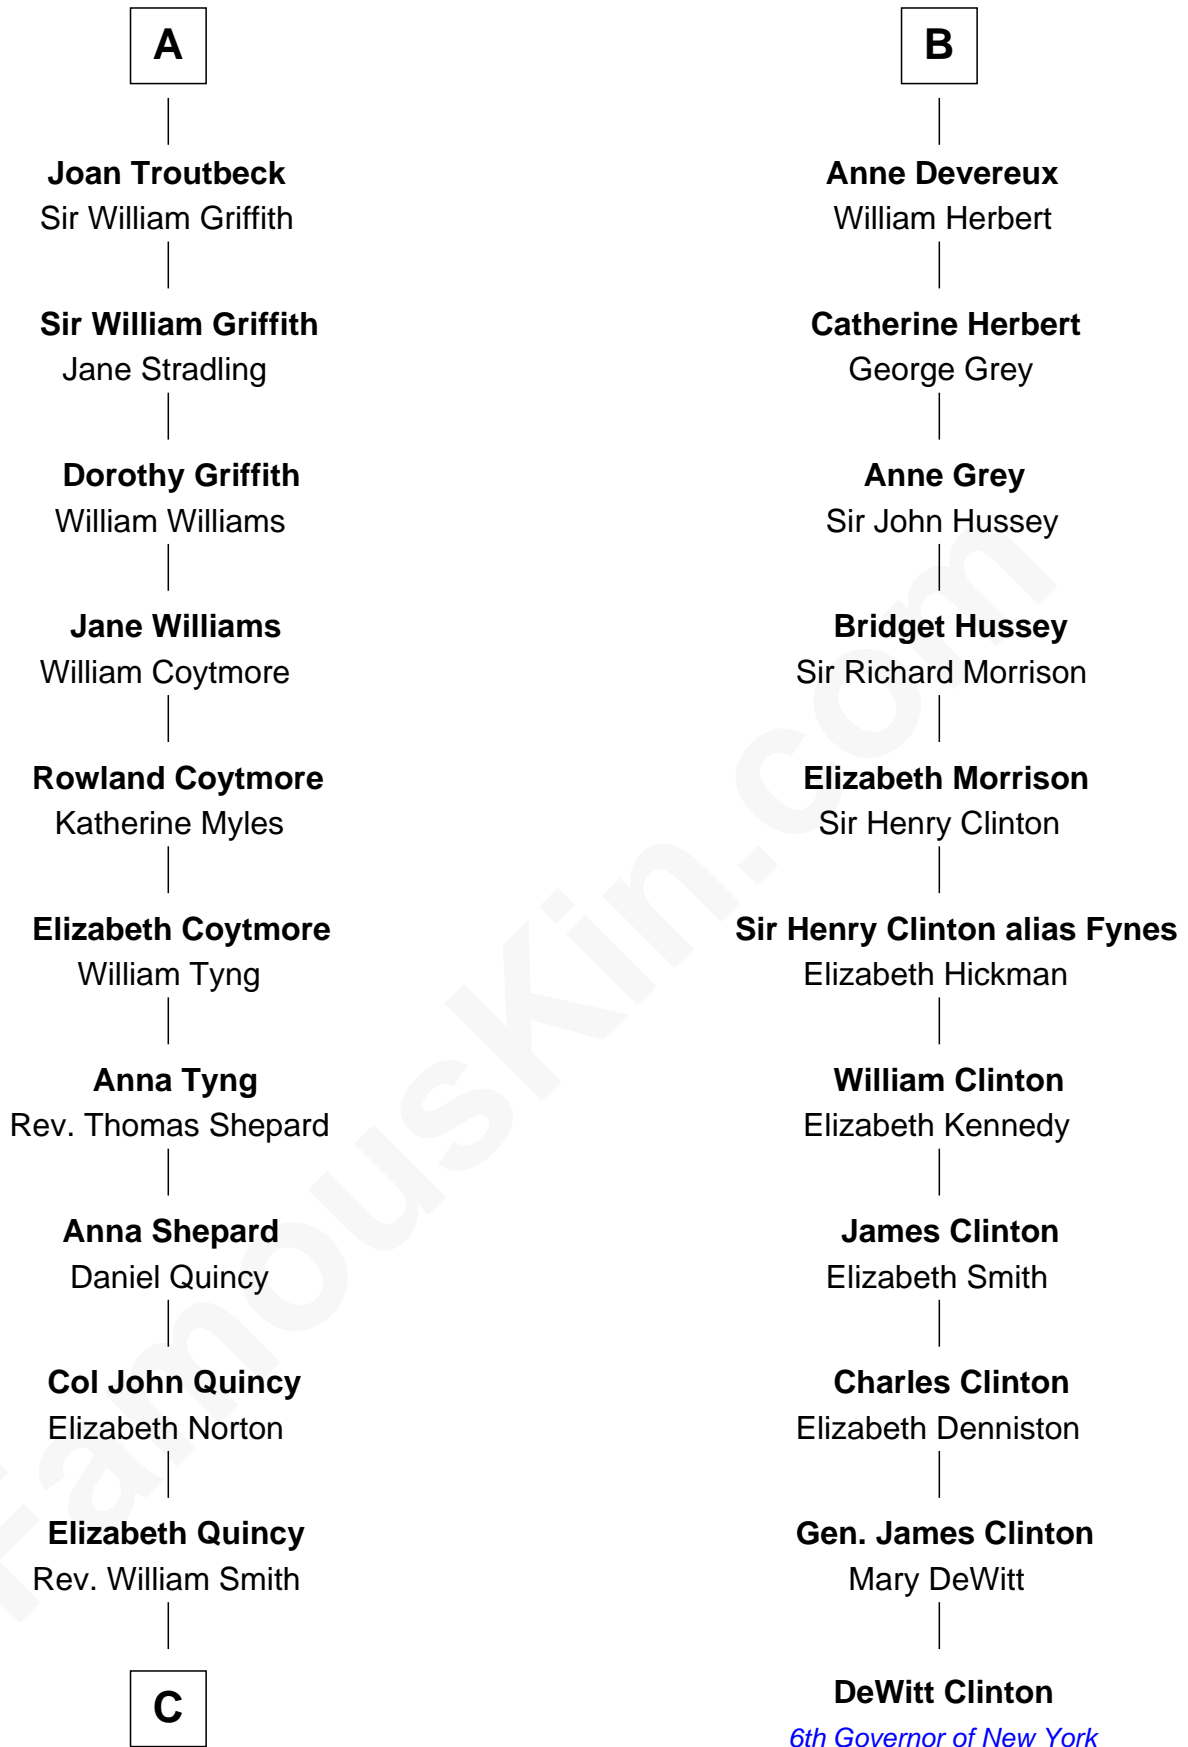 A
Joan Troutbeck
Sir William Griffith
Sir William Griffith
Jane Stradling
Dorothy Griffith
William Williams
Jane Williams
William Coytmore
Rowland Coytmore
Katherine Myles
Elizabeth Coytmore
William Tyng
Anna Tyng
Rev. Thomas Shepard
Anna Shepard
Daniel Quincy
Col John Quincy
Elizabeth Norton
Elizabeth Quincy
Rev. William Smith
C
B
Anne Devereux
William Herbert
Catherine Herbert
George Grey
Anne Grey
Sir John Hussey
Bridget Hussey
Sir Richard Morrison
Elizabeth Morrison
Sir Henry Clinton
Sir Henry Clinton alias Fynes
Elizabeth Hickman
William Clinton
Elizabeth Kennedy
James Clinton
Elizabeth Smith
Charles Clinton
Elizabeth Denniston
Gen. James Clinton
Mary DeWitt
DeWitt Clinton
6th Governor of New York
FamousKin.com